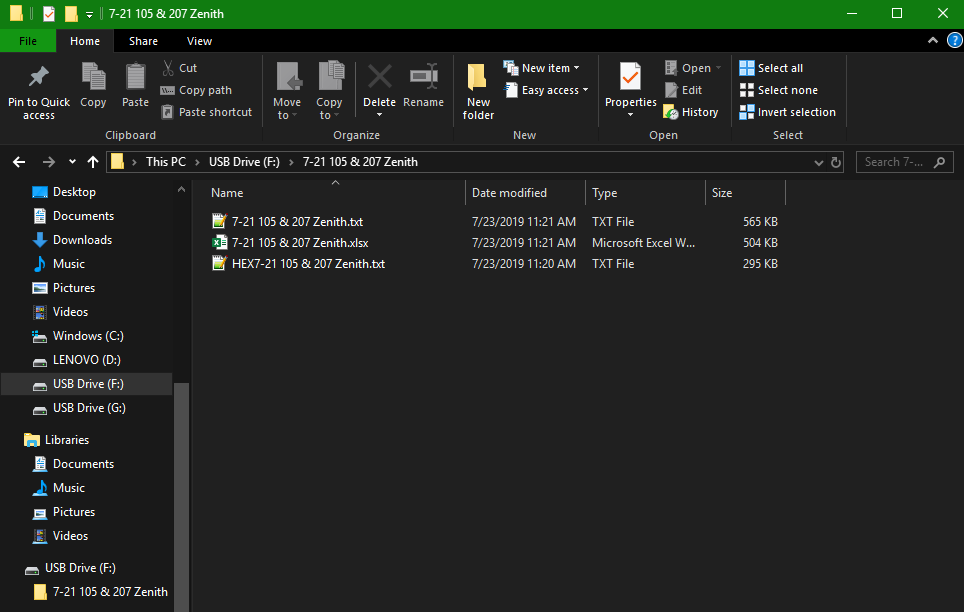 7-21 105 & 207 Zenith
File Home Share View
Pin to Quick access
Copy
Paste
Cut
Copy path
Paste shortcut
Clipboard
Move to
Copy to
Delete
Rename
Organize
New folder
New item
Easy access
New
Properties
Open
Edit
History
Open
Select all
Select none
Invert selection
Select
This PC > USB Drive (F:) > 7-21 105 & 207 Zenith
Search 7-...
Desktop
Documents
Downloads
Music
Pictures
Videos
Windows (C:)
LENOVO (D:)
USB Drive (F:)
USB Drive (G:)
Libraries
Documents
Music
Pictures
Videos
USB Drive (F:)
7-21 105 & 207 Zenith
Name Date modified Type Size
7-21 105 & 207 Zenith.txt 7/23/2019 11:21 AM TXT File 565 KB
7-21 105 & 207 Zenith.xlsx 7/23/2019 11:21 AM Microsoft Excel W... 504 KB
HEX7-21 105 & 207 Zenith.txt 7/23/2019 11:20 AM TXT File 295 KB